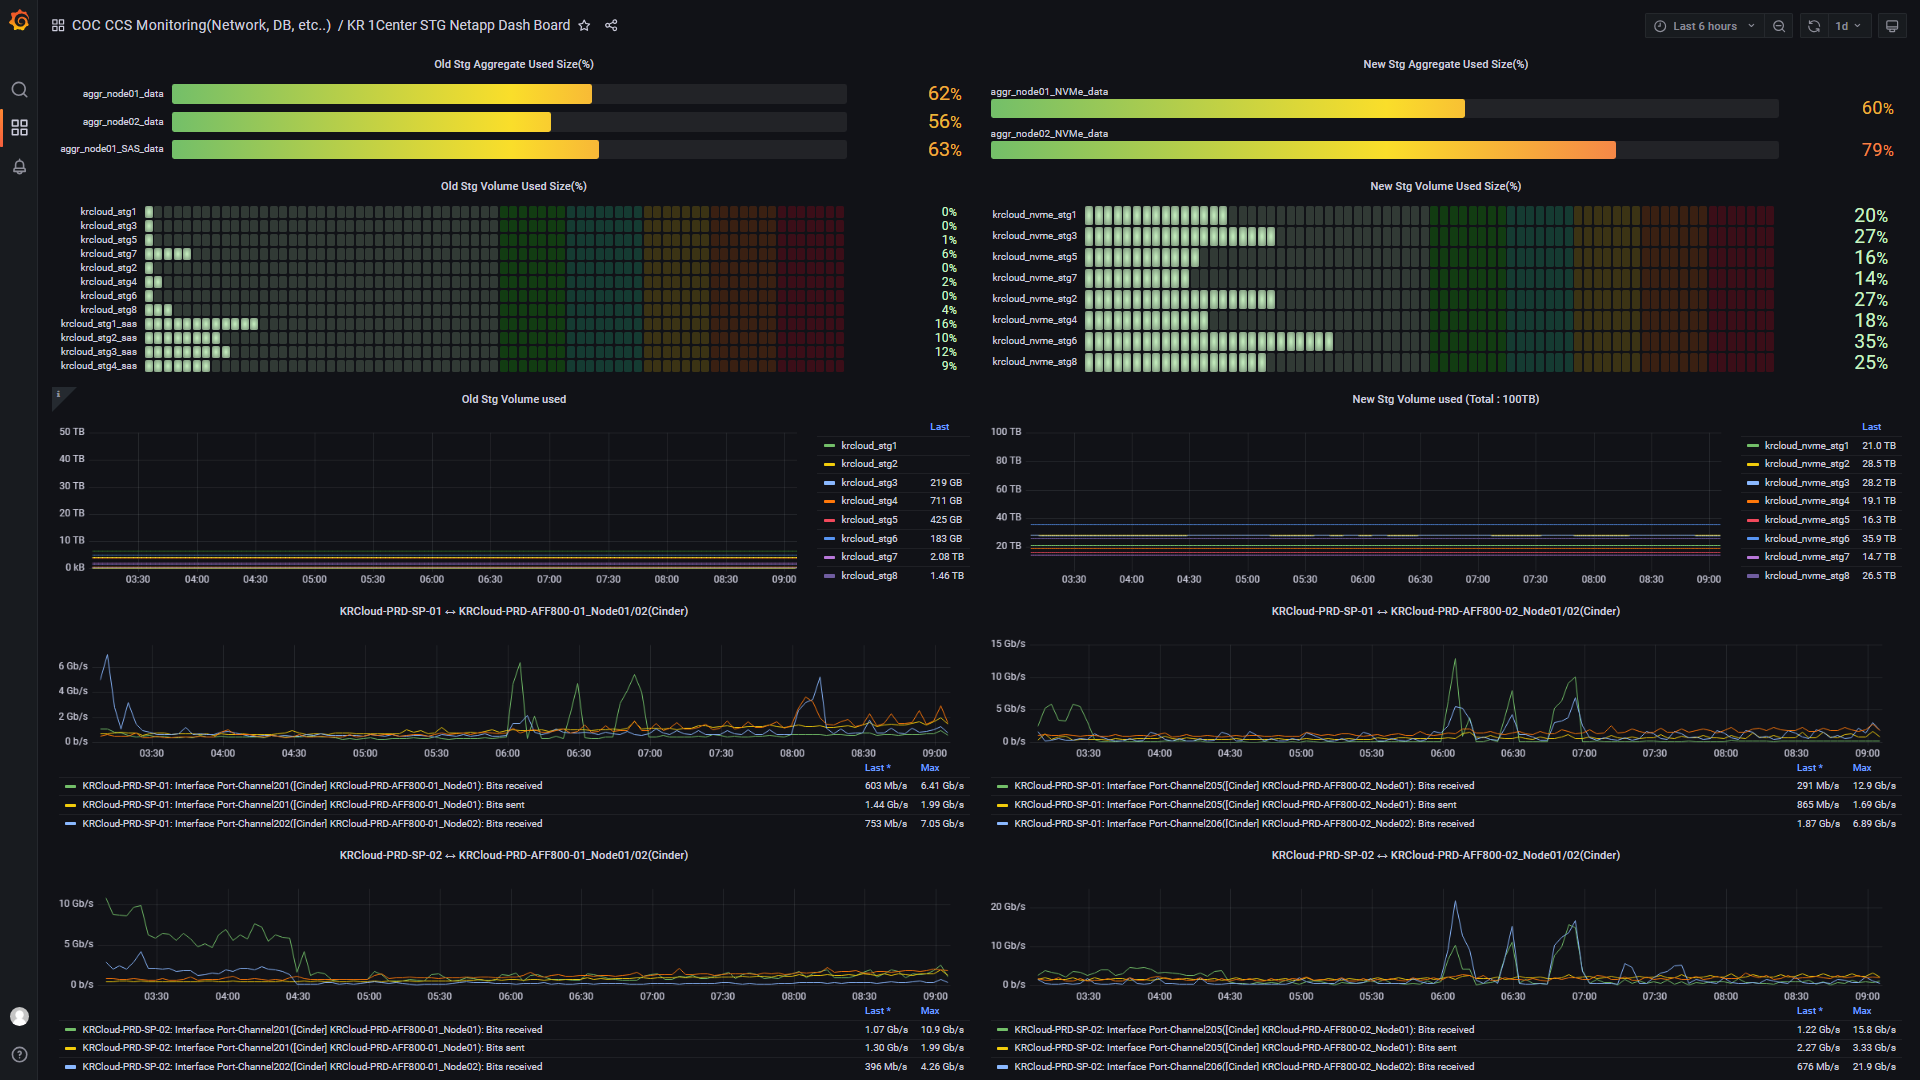 COC CCS Monitoring(Network, DB, etc..) / KR 1Center STG Netapp Dash Board
Last 6 hours
1d
Old Stg Aggregate Used Size(%)
aggr_node01_data 62%
aggr_node02_data 56%
aggr_node01_SAS_data 63%
New Stg Aggregate Used Size(%)
aggr_node01_NVMe_data
60%
aggr_node02_NVMe_data
79%
Old Stg Volume Used Size(%)
krcloud_stg1 0%
krcloud_stg3 0%
krcloud_stg5 1%
krcloud_stg7 6%
krcloud_stg2 0%
krcloud_stg4 2%
krcloud_stg6 0%
krcloud_stg8 4%
krcloud_stg1_sas 16%
krcloud_stg2_sas 10%
krcloud_stg3_sas 12%
krcloud_stg4_sas 9%
New Stg Volume Used Size(%)
krcloud_nvme_stg1 20%
krcloud_nvme_stg3 27%
krcloud_nvme_stg5 16%
krcloud_nvme_stg7 14%
krcloud_nvme_stg2 27%
krcloud_nvme_stg4 18%
krcloud_nvme_stg6 35%
krcloud_nvme_stg8 25%
i
Old Stg Volume used
50 TB
40 TB
30 TB
20 TB
10 TB
0 kB
03:30 04:00 04:30 05:00 05:30 06:00 06:30 07:00 07:30 08:00 08:30 09:00
Last
krcloud_stg1
krcloud_stg2
krcloud_stg3 219 GB
krcloud_stg4 711 GB
krcloud_stg5 425 GB
krcloud_stg6 183 GB
krcloud_stg7 2.08 TB
krcloud_stg8 1.46 TB
New Stg Volume used (Total : 100TB)
100 TB
80 TB
60 TB
40 TB
20 TB
03:30 04:00 04:30 05:00 05:30 06:00 06:30 07:00 07:30 08:00 08:30 09:00
Last
krcloud_nvme_stg1 21.0 TB
krcloud_nvme_stg2 28.5 TB
krcloud_nvme_stg3 28.2 TB
krcloud_nvme_stg4 19.1 TB
krcloud_nvme_stg5 16.3 TB
krcloud_nvme_stg6 35.9 TB
krcloud_nvme_stg7 14.7 TB
krcloud_nvme_stg8 26.5 TB
KRCloud-PRD-SP-01 ↔ KRCloud-PRD-AFF800-01_Node01/02(Cinder)
6 Gb/s
4 Gb/s
2 Gb/s
0 b/s
03:30 04:00 04:30 05:00 05:30 06:00 06:30 07:00 07:30 08:00 08:30 09:00
Last * Max
KRCloud-PRD-SP-01: Interface Port-Channel201([Cinder] KRCloud-PRD-AFF800-01_Node01): Bits received 603 Mb/s 6.41 Gb/s
KRCloud-PRD-SP-01: Interface Port-Channel201([Cinder] KRCloud-PRD-AFF800-01_Node01): Bits sent 1.44 Gb/s 1.99 Gb/s
KRCloud-PRD-SP-01: Interface Port-Channel202([Cinder] KRCloud-PRD-AFF800-01_Node02): Bits received 753 Mb/s 7.05 Gb/s
KRCloud-PRD-SP-01 ↔ KRCloud-PRD-AFF800-02_Node01/02(Cinder)
15 Gb/s
10 Gb/s
5 Gb/s
0 b/s
03:30 04:00 04:30 05:00 05:30 06:00 06:30 07:00 07:30 08:00 08:30 09:00
Last * Max
KRCloud-PRD-SP-01: Interface Port-Channel205([Cinder] KRCloud-PRD-AFF800-02_Node01): Bits received 291 Mb/s 12.9 Gb/s
KRCloud-PRD-SP-01: Interface Port-Channel205([Cinder] KRCloud-PRD-AFF800-02_Node01): Bits sent 865 Mb/s 1.69 Gb/s
KRCloud-PRD-SP-01: Interface Port-Channel206([Cinder] KRCloud-PRD-AFF800-02_Node02): Bits received 1.87 Gb/s 6.89 Gb/s
KRCloud-PRD-SP-02 ↔ KRCloud-PRD-AFF800-01_Node01/02(Cinder)
10 Gb/s
5 Gb/s
0 b/s
03:30 04:00 04:30 05:00 05:30 06:00 06:30 07:00 07:30 08:00 08:30 09:00
Last * Max
KRCloud-PRD-SP-02: Interface Port-Channel201([Cinder] KRCloud-PRD-AFF800-01_Node01): Bits received 1.07 Gb/s 10.9 Gb/s
KRCloud-PRD-SP-02: Interface Port-Channel201([Cinder] KRCloud-PRD-AFF800-01_Node01): Bits sent 1.30 Gb/s 1.99 Gb/s
KRCloud-PRD-SP-02: Interface Port-Channel202([Cinder] KRCloud-PRD-AFF800-01_Node02): Bits received 396 Mb/s 4.26 Gb/s
KRCloud-PRD-SP-02 ↔ KRCloud-PRD-AFF800-02_Node01/02(Cinder)
20 Gb/s
10 Gb/s
0 b/s
03:30 04:00 04:30 05:00 05:30 06:00 06:30 07:00 07:30 08:00 08:30 09:00
Last * Max
KRCloud-PRD-SP-02: Interface Port-Channel205([Cinder] KRCloud-PRD-AFF800-02_Node01): Bits received 1.22 Gb/s 15.8 Gb/s
KRCloud-PRD-SP-02: Interface Port-Channel205([Cinder] KRCloud-PRD-AFF800-02_Node01): Bits sent 2.27 Gb/s 3.33 Gb/s
KRCloud-PRD-SP-02: Interface Port-Channel206([Cinder] KRCloud-PRD-AFF800-02_Node02): Bits received 676 Mb/s 21.9 Gb/s